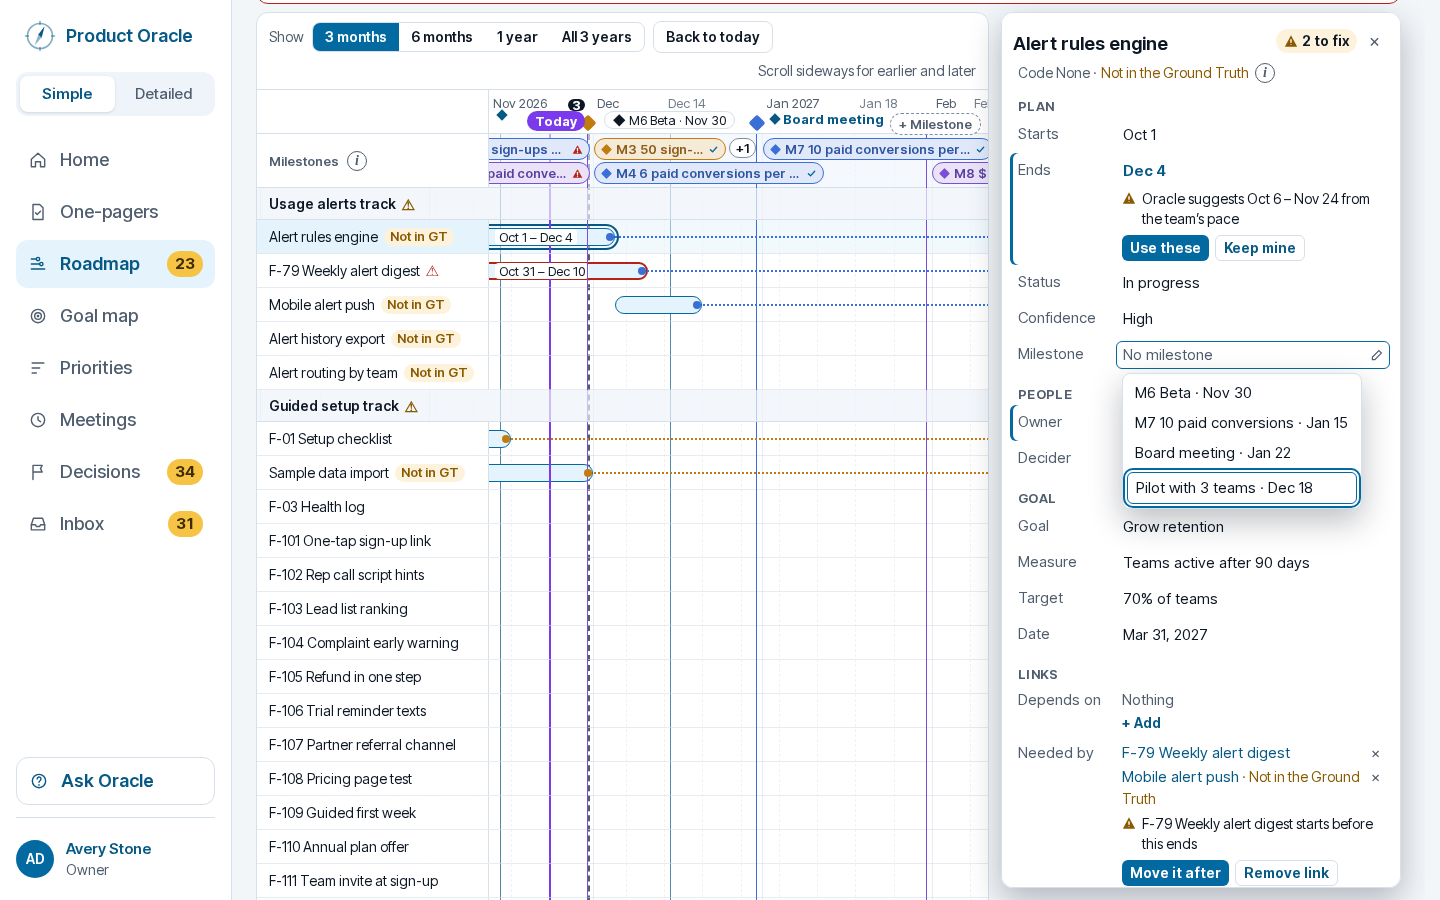 Product Oracle
Simple
Detailed
Home
One-pagers
Roadmap
23
Goal map
Priorities
Meetings
Decisions
34
Inbox
31
Ask Oracle
AD
Avery Stone
Owner
Show
3 months
6 months
1 year
All 3 years
Back to today
Scroll sideways for earlier and later
Nov 2026
3
Dec
Dec 14
Jan 2027
Jan 18
Feb
Today
M6 Beta · Nov 30
Board meeting
+ Milestone
Milestones
i
sign-ups ...
M3 50 sign-...
+1
M7 10 paid conversions per...
paid conve...
M4 6 paid conversions per ...
M8 $
Usage alerts track
Alert rules engine
Not in GT
Oct 1 – Dec 4
F-79 Weekly alert digest
Oct 31 – Dec 10
Mobile alert push
Not in GT
Alert history export
Not in GT
Alert routing by team
Not in GT
Guided setup track
F-01 Setup checklist
Sample data import
Not in GT
F-03 Health log
F-101 One-tap sign-up link
F-102 Rep call script hints
F-103 Lead list ranking
F-104 Complaint early warning
F-105 Refund in one step
F-106 Trial reminder texts
F-107 Partner referral channel
F-108 Pricing page test
F-109 Guided first week
F-110 Annual plan offer
F-111 Team invite at sign-up
Alert rules engine
2 to fix
×
Code None · Not in the Ground Truth
i
PLAN
Starts
Oct 1
Ends
Dec 4
Oracle suggests Oct 6 – Nov 24 from
the team's pace
Use these
Keep mine
Status
In progress
Confidence
High
Milestone
No milestone
M6 Beta · Nov 30
M7 10 paid conversions · Jan 15
Board meeting · Jan 22
Pilot with 3 teams · Dec 18
PEOPLE
Owner
Decider
GOAL
Goal
Grow retention
Measure
Teams active after 90 days
Target
70% of teams
Date
Mar 31, 2027
LINKS
Depends on
Nothing
+ Add
Needed by
F-79 Weekly alert digest
×
Mobile alert push · Not in the Ground
Truth
×
F-79 Weekly alert digest starts before
this ends
Move it after
Remove link